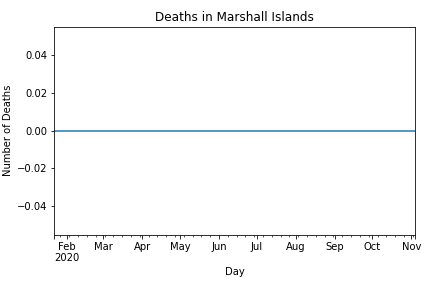 Deaths in Marshall Islands
Number of Deaths
0.04
0.02
0.00
−0.02
−0.04
Feb Mar Apr May Jun Jul Aug Sep Oct Nov
2020
Day